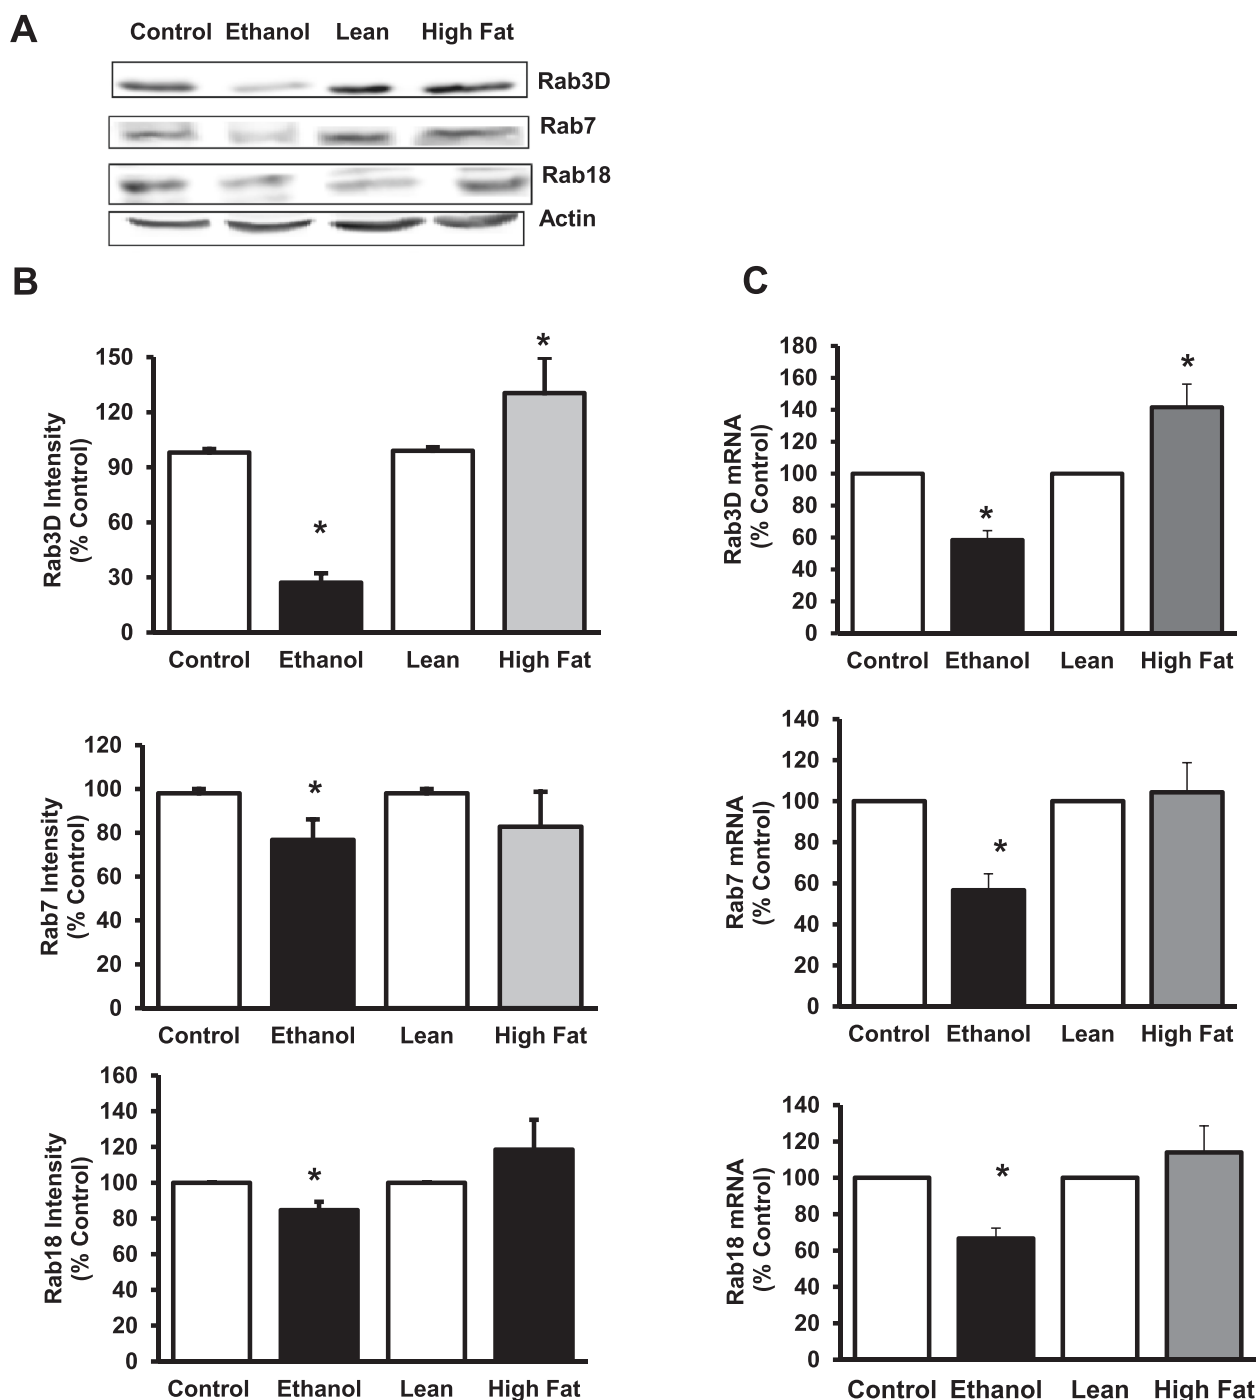 A
Control Ethanol Lean High Fat
Rab3D
Rab7
Rab18
Actin
B
Rab3D Intensity
(% Control)
150
120
90
60
30
0
*
*
Control Ethanol Lean High Fat
Rab7 Intensity
(% Control)
120
100
80
60
40
20
0
*
Control Ethanol Lean High Fat
Rab18 Intensity
(% Control)
160
140
120
100
80
60
40
20
0
*
Control Ethanol Lean High Fat
C
Rab3D mRNA
(% Control)
180
160
140
120
100
80
60
40
20
0
*
*
Control Ethanol Lean High Fat
Rab7 mRNA
(% Control)
140
120
100
80
60
40
20
0
*
Control Ethanol Lean High Fat
Rab18 mRNA
(% Control)
140
120
100
80
60
40
20
0
*
Control Ethanol Lean High Fat